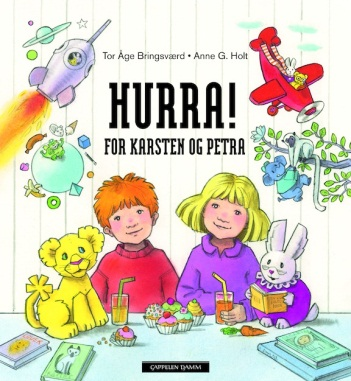 Tor Åge Bringsværd • Anne G. Holt
HURRA!
FOR KARSTEN OG PETRA
CAPPELEN DAMM